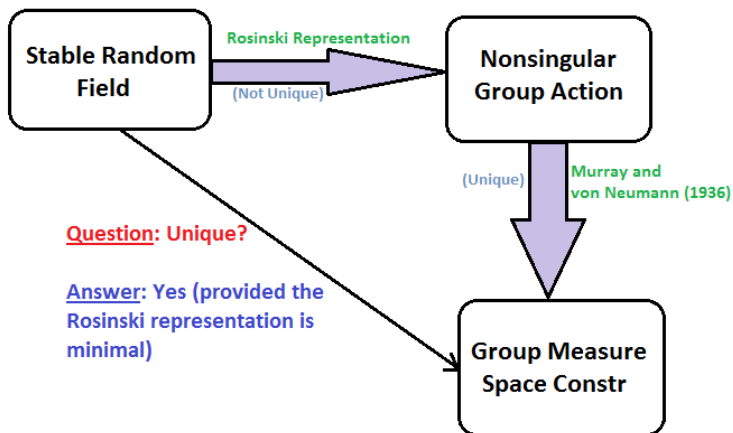 Stable Random
Field
Rosinski Representation
(Not Unique)
Nonsingular
Group Action
(Unique)
Murray and
von Neumann (1936)
Question: Unique?
Answer: Yes (provided the
Rosinski representation is
minimal)
Group Measure
Space Constr